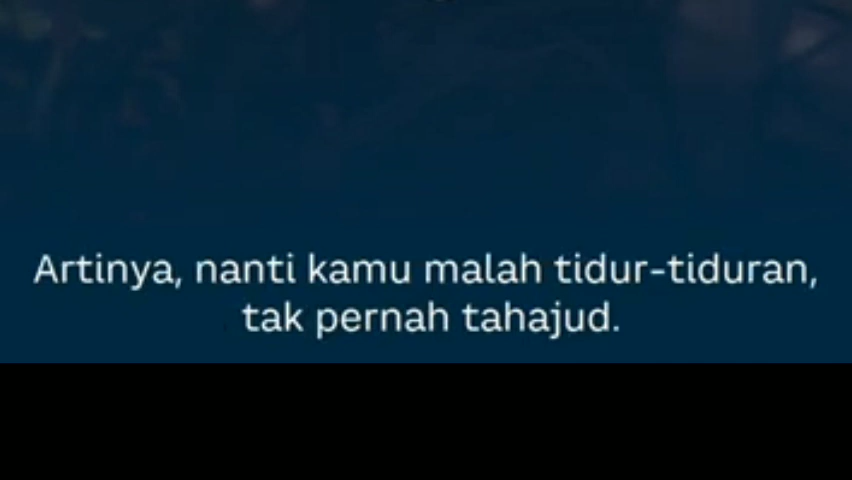 Artinya, nanti kamu malah tidur-tiduran,
tak pernah tahajud.